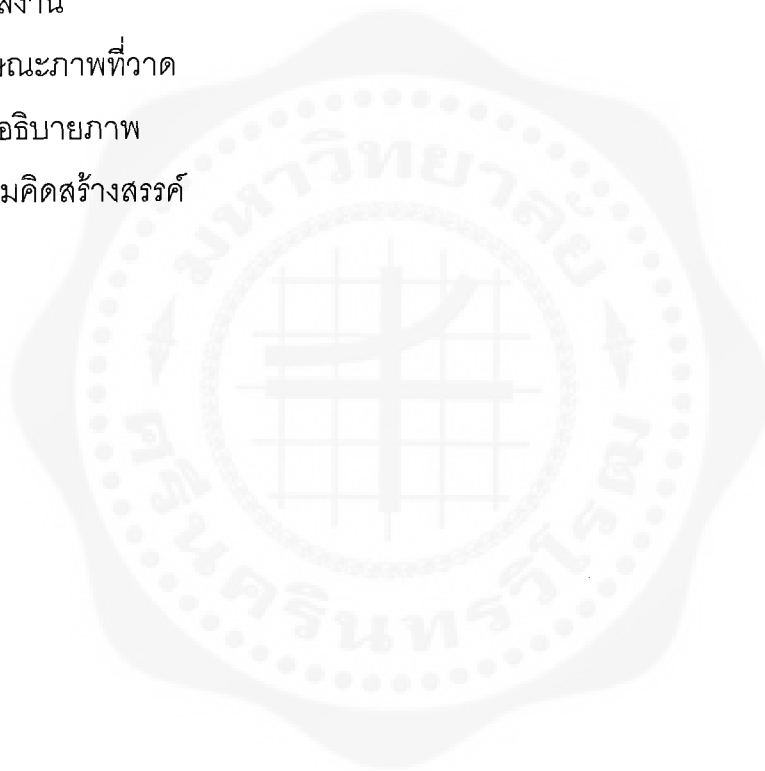 ลงาน
ษณะภาพที่วาด
อธิบายภาพ
มคิดสร้างสรรค์
มหาวิทยาลัย
ศรีนครินทรวิโรฒ